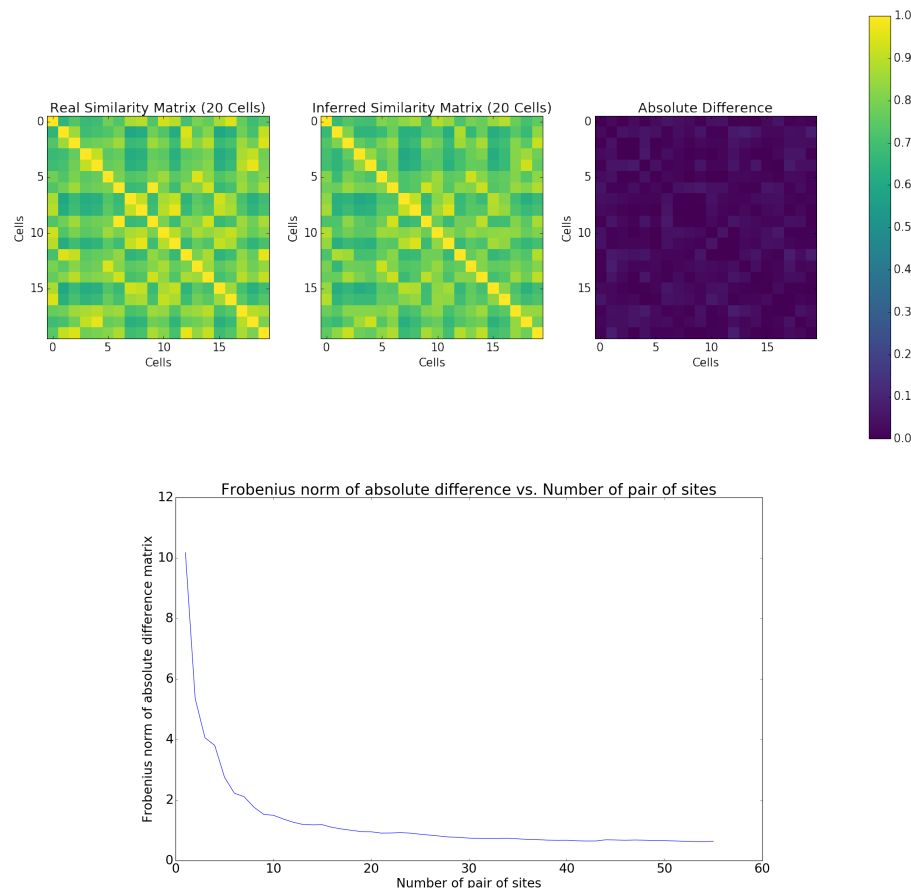 Real Similarity Matrix (20 Cells)
0
5
10
15
Cells
0 5 10 15
Cells
Inferred Similarity Matrix (20 Cells)
0
5
10
15
Cells
0 5 10 15
Cells
Absolute Difference
0
5
10
15
Cells
0 5 10 15
Cells
1.0
0.9
0.8
0.7
0.6
0.5
0.4
0.3
0.2
0.1
0.0
Frobenius norm of absolute difference vs. Number of pair of sites
Frobenius norm of absolute difference matrix
12
10
8
6
4
2
0
0 10 20 30 40 50 60
Number of pair of sites